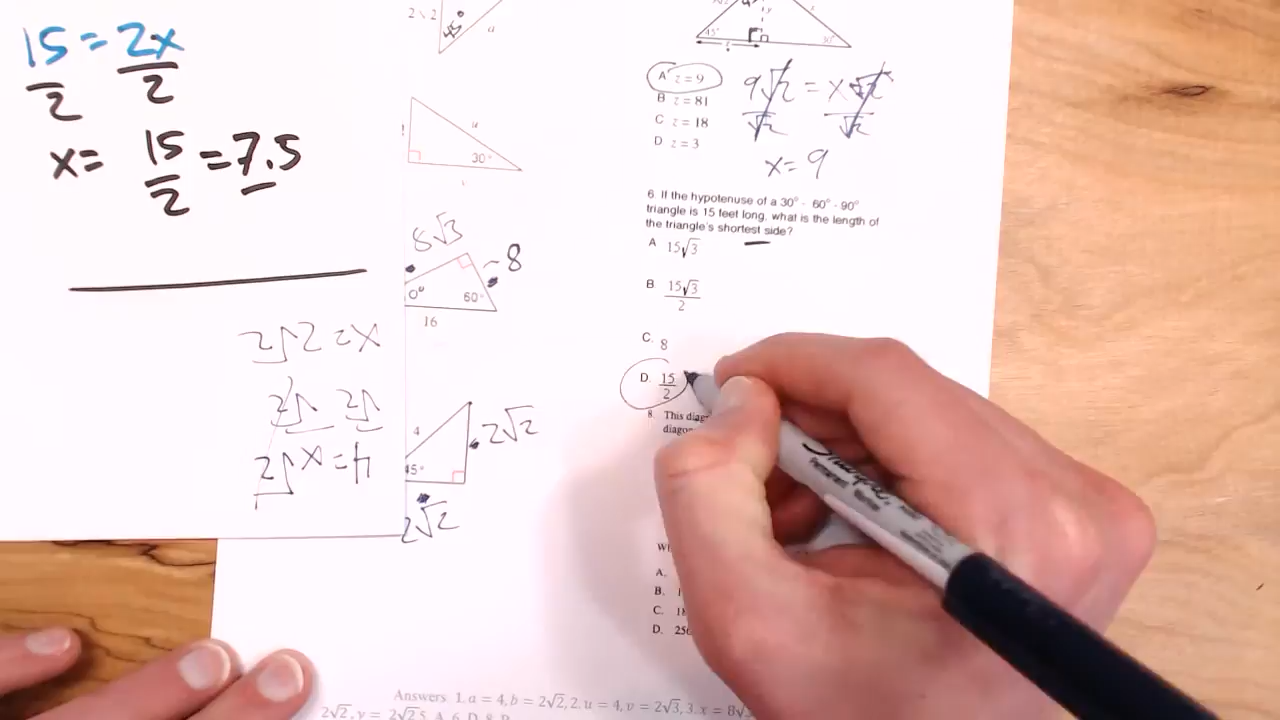 15 = 2x
2 2
x = 15/2 = 7.5
2√2 = x
√2 √2
√2 x = 4
2√2
a
30°
8√3
8
60°
16
4
2√2
45°
2√2
y
45°
30°
A z = 9
B z = 81
C z = 18
D z = 3
9√2 = x√2
√2 √2
x = 9
6. If the hypotenuse of a 30° - 60° - 90°
triangle is 15 feet long, what is the length of
the triangle's shortest side?
A 15√3
B. 15√3/2
C. 8
D. 15/2
8. This
A.
B.
C.
D.
Answers 1. a = 4, b = 2√2, 2. u = 4, v = 2√3, 3. x = 8√3
2√2, y = 2√2 5. A 6. D 8. B